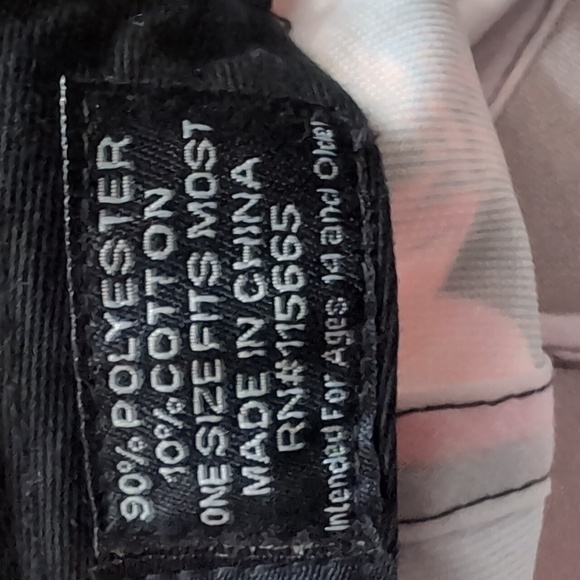 90% POLYESTER
10% COTTON
ONE SIZE FITS MOST
MADE IN CHINA
RN#115665
Intended For Ages 14 and Older